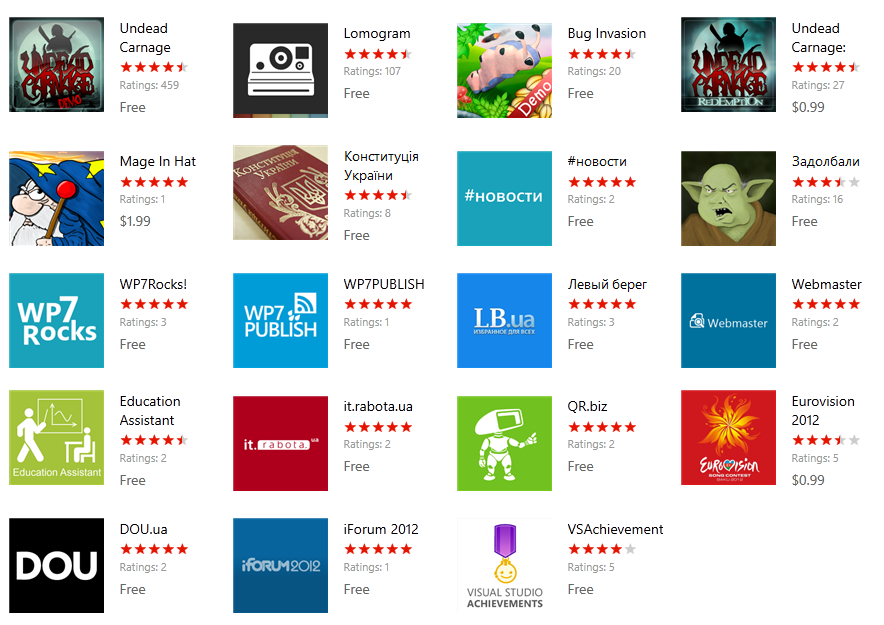 UNDEAD
CARNAGE
DEMO
Undead
Carnage
Ratings: 459
Free
Lomogram
Ratings: 107
Free
Demo
Bug Invasion
Ratings: 20
Free
UNDEAD
CARNAGE
REDEMPTION
Undead
Carnage:
Ratings: 27
$0.99
Mage In Hat
Ratings: 1
$1.99
Конституція
України
Конституція
України
Ratings: 8
Free
#новости
#новости
Ratings: 2
Free
Задолбали
Ratings: 16
Free
WP7
Rocks
WP7Rocks!
Ratings: 3
Free
WP7
PUBLISH
WP7PUBLISH
Ratings: 1
Free
LB.ua
ИЗБРАННОЕ ДЛЯ ВСЕХ
Левый берег
Ratings: 3
Free
Webmaster
Webmaster
Ratings: 2
Free
Education Assistant
Education
Assistant
Ratings: 2
Free
it.rabota.ua
it.rabota.ua
Ratings: 2
Free
QR.biz
Ratings: 2
Free
EUROVISION
SONG CONTEST
BAKU 2012
Eurovision
2012
Ratings: 5
$0.99
DOU
DOU.ua
Ratings: 2
Free
iFORUM2012
iForum 2012
Ratings: 1
Free
VISUAL STUDIO
ACHIEVEMENTS
VSAchievement
Ratings: 5
Free